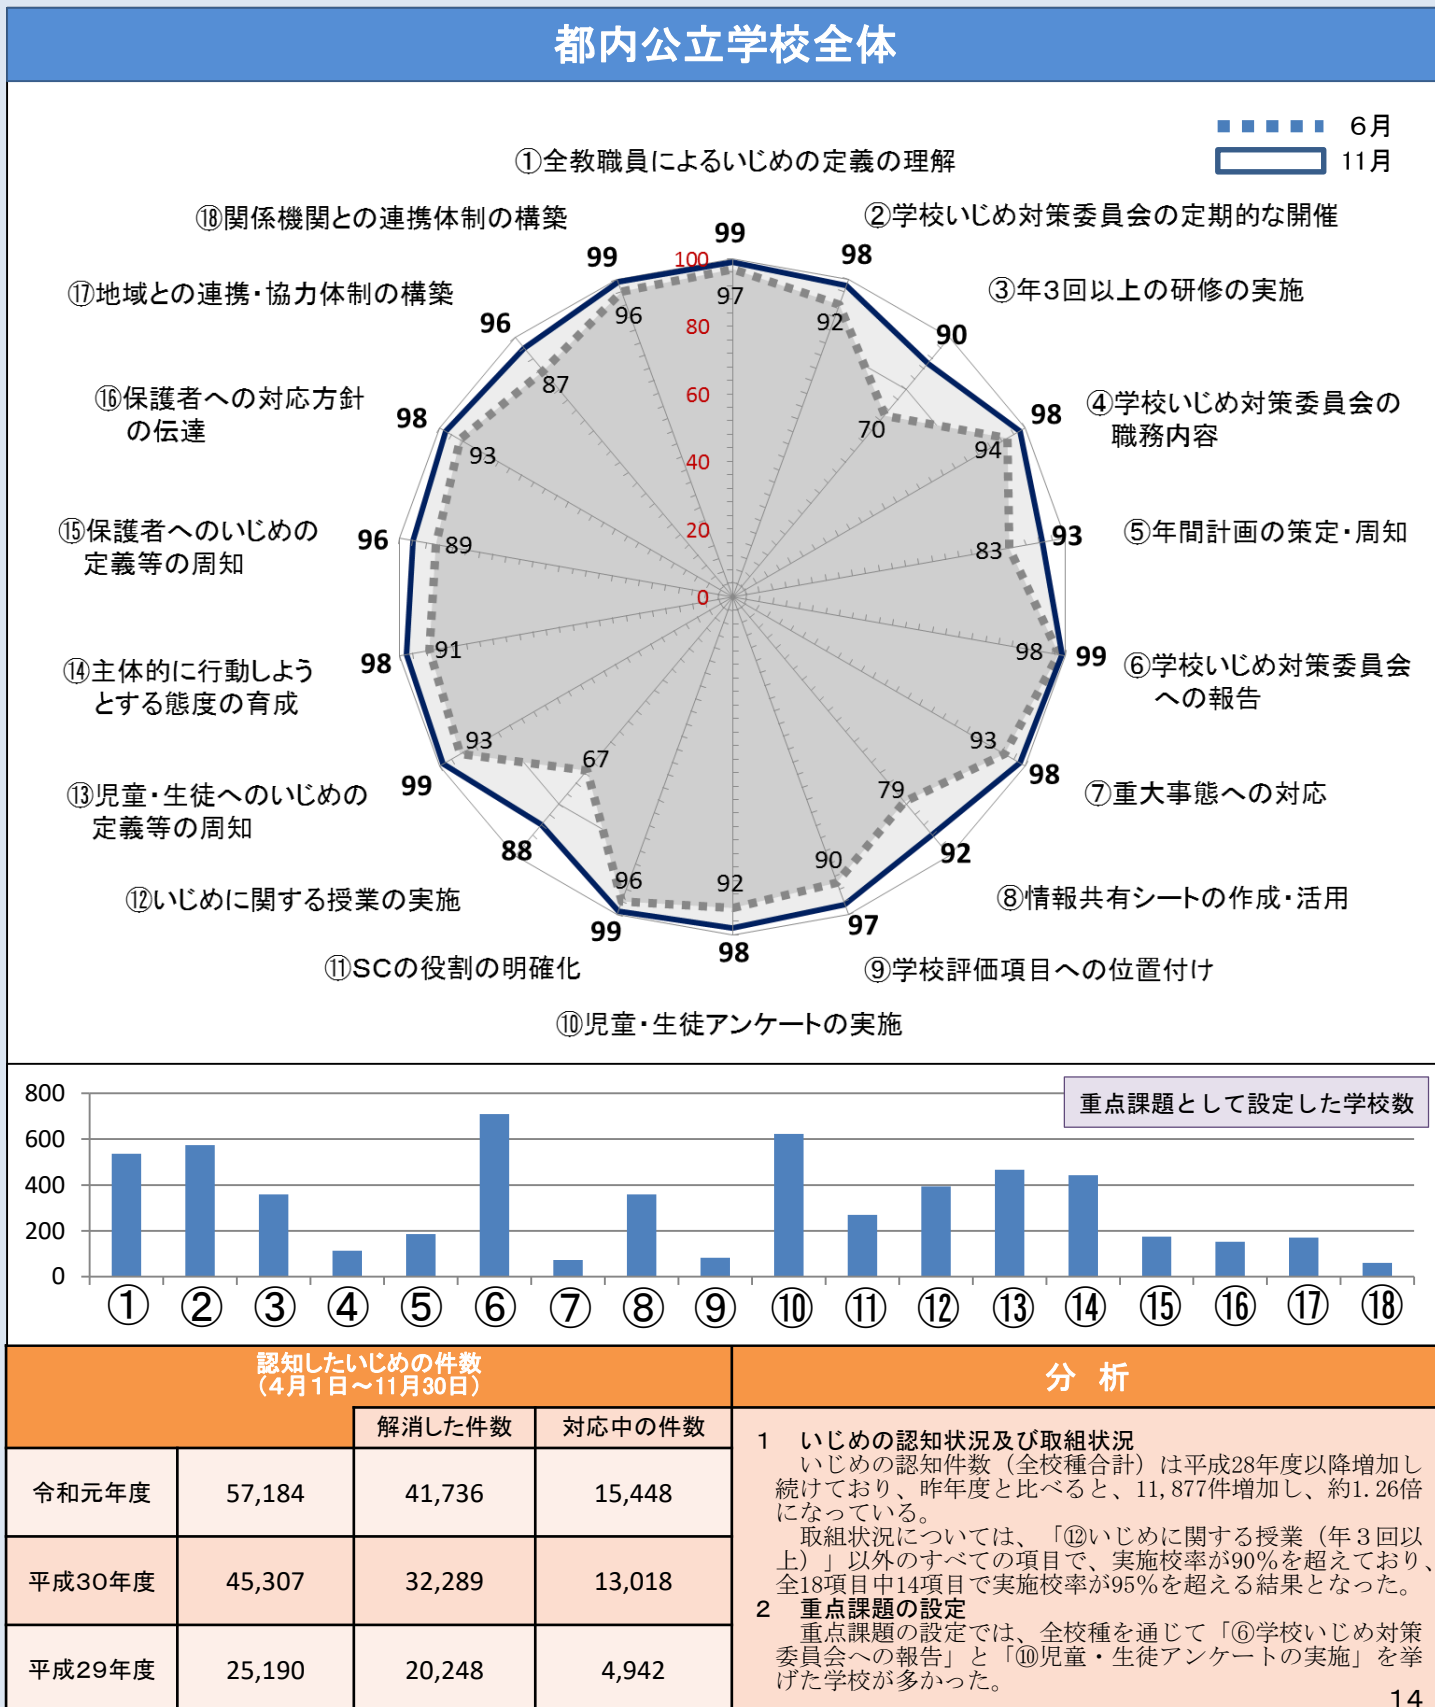 都内公立学校全体
6月
11月
①全教職員によるいじめの定義の理解
②学校いじめ対策委員会の定期的な開催
③年3回以上の研修の実施
④学校いじめ対策委員会の
職務内容
⑤年間計画の策定・周知
⑥学校いじめ対策委員会
への報告
⑦重大事態への対応
⑧情報共有シートの作成・活用
⑨学校評価項目への位置付け
⑩児童・生徒アンケートの実施
⑪SCの役割の明確化
⑫いじめに関する授業の実施
⑬児童・生徒へのいじめの
定義等の周知
⑭主体的に行動しよう
とする態度の育成
⑮保護者へのいじめの
定義等の周知
⑯保護者への対応方針
の伝達
⑰地域との連携・協力体制の構築
⑱関係機関との連携体制の構築
99
98
90
98
93
99
98
92
97
98
99
88
99
98
96
98
96
99
97
92
70
94
83
98
93
79
90
92
96
67
93
91
89
93
87
96
100
80
60
40
20
0
重点課題として設定した学校数
800
600
400
200
0
① ② ③ ④ ⑤ ⑥ ⑦ ⑧ ⑨ ⑩ ⑪ ⑫ ⑬ ⑭ ⑮ ⑯ ⑰ ⑱
認知したいじめの件数
(4月1日～11月30日)
解消した件数 対応中の件数
令和元年度 57,184 41,736 15,448
平成30年度 45,307 32,289 13,018
平成29年度 25,190 20,248 4,942
分 析
1 いじめの認知状況及び取組状況
いじめの認知件数(全校種合計)は平成28年度以降増加し
続けており、昨年度と比べると、11,877件増加し、約1.26倍
になっている。
取組状況については、「⑫いじめに関する授業(年3回以
上)」以外のすべての項目で、実施校率が90%を超えており、
全18項目中14項目で実施校率が95%を超える結果となった。
2 重点課題の設定
重点課題の設定では、全校種を通じて「⑥学校いじめ対策
委員会への報告」と「⑩児童・生徒アンケートの実施」を挙
げた学校が多かった。
14